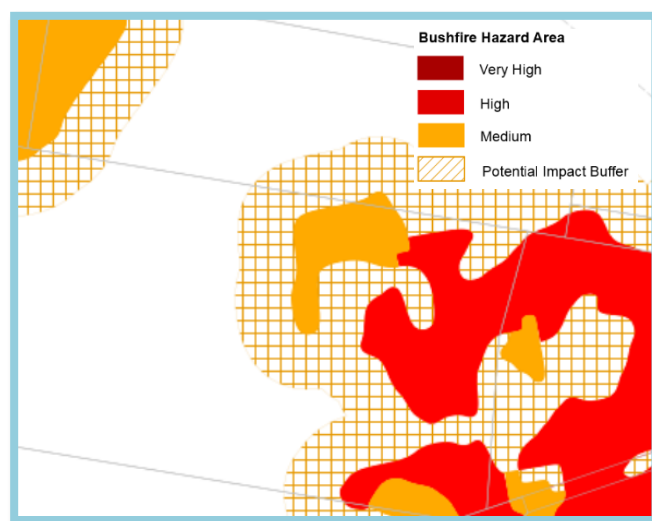 Bushfire Hazard Area
Very High
High
Medium
Potential Impact Buffer